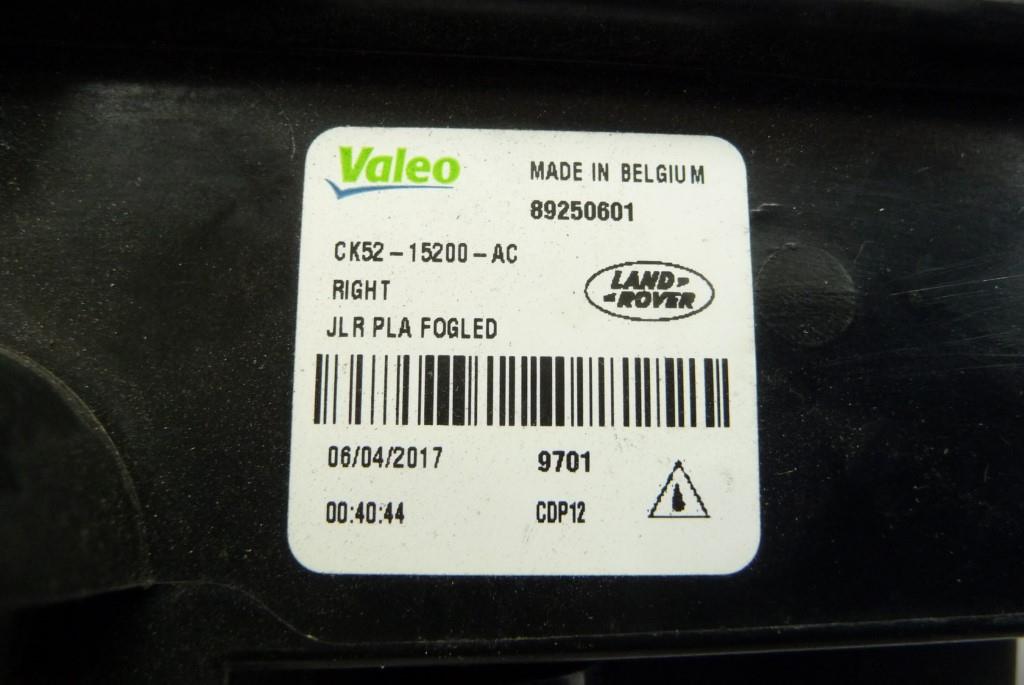 Valeo
MADE IN BELGIUM
89250601
CK52-15200-AC
RIGHT
LAND
ROVER
JLR PLA FOGLED
06/04/2017
9701
00:40:44
CDP12